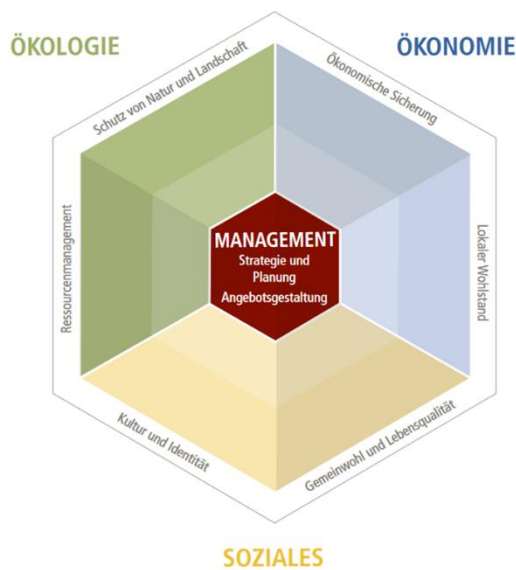 ÖKOLOGIE
ÖKONOMIE
Schutz von Natur und Landschaft
Ökonomische Sicherung
Ressourcenmanagement
MANAGEMENT
Strategie und
Planung
Angebotsgestaltung
Lokaler Wohlstand
Kultur und Identität
Gemeinwohl und Lebensqualität
SOZIALES